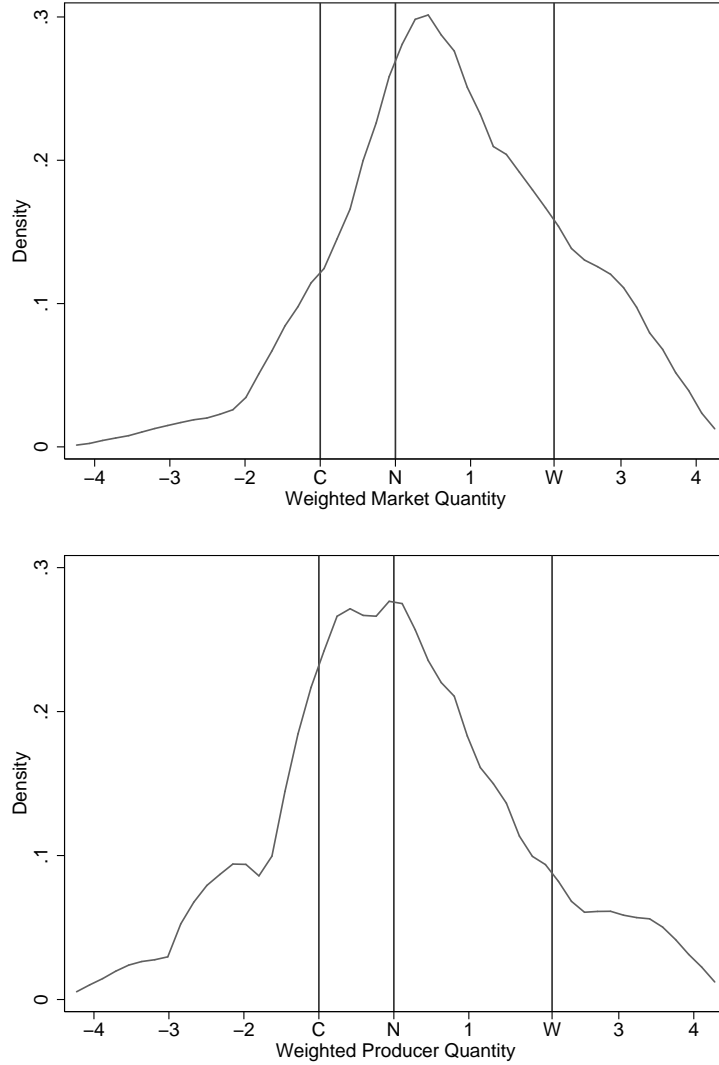 .3
.2
.1
0
Density
−4 −3 −2 C N 1 W 3 4
Weighted Market Quantity
.3
.2
.1
0
Density
−4 −3 −2 C N 1 W 3 4
Weighted Producer Quantity